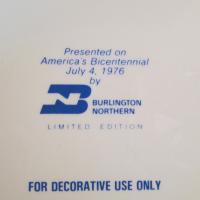 Presented on
America's Bicentennial
July 4, 1976
by
BURLINGTON
NORTHERN
LIMITED EDITION
FOR DECORATIVE USE ONLY